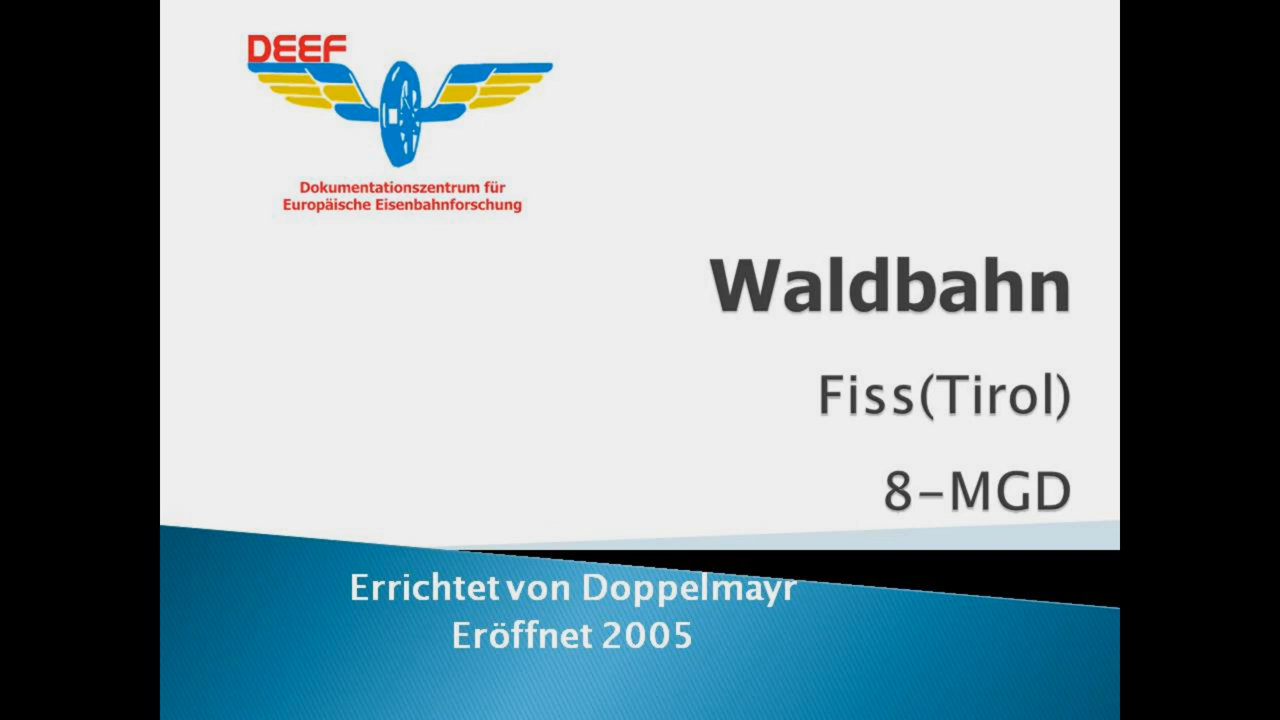 DEEF
Dokumentationszentrum für
Europäische Eisenbahnforschung
Waldbahn
Fiss(Tirol)
8-MGD
Errichtet von Doppelmayr
Eröffnet 2005